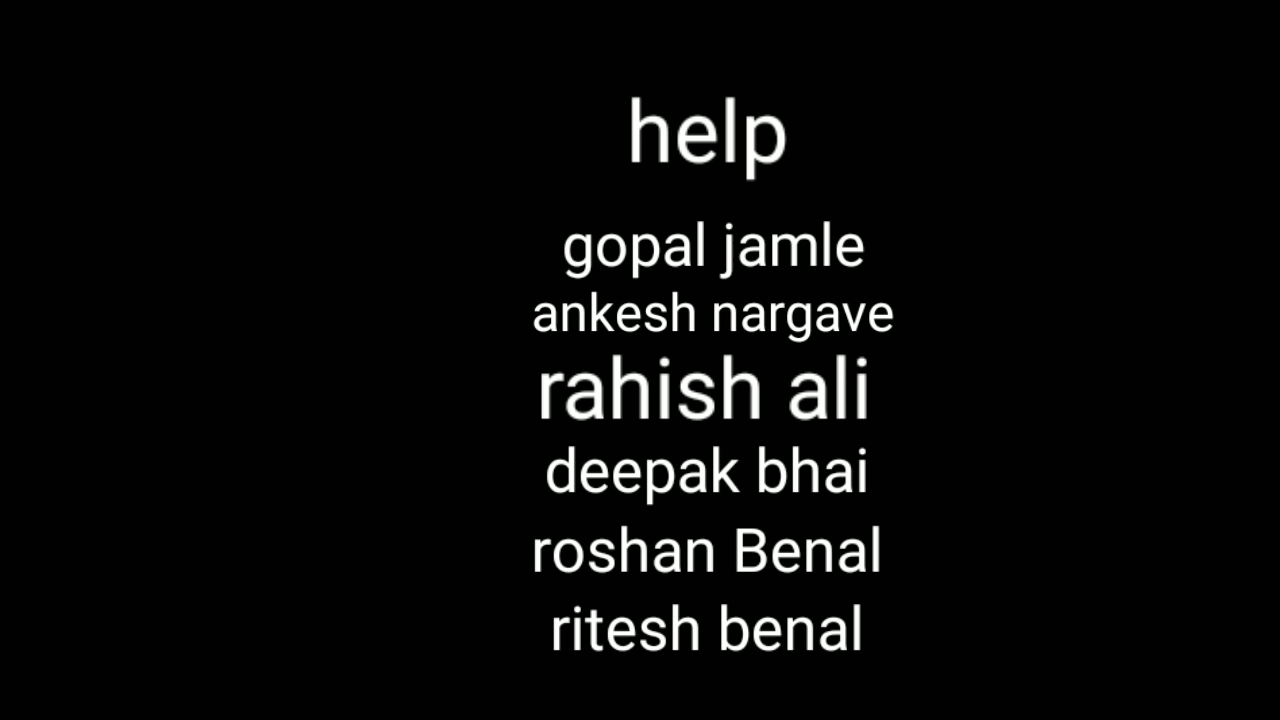 help
gopal jamle
ankesh nargave
rahish ali
deepak bhai
roshan Benal
ritesh benal